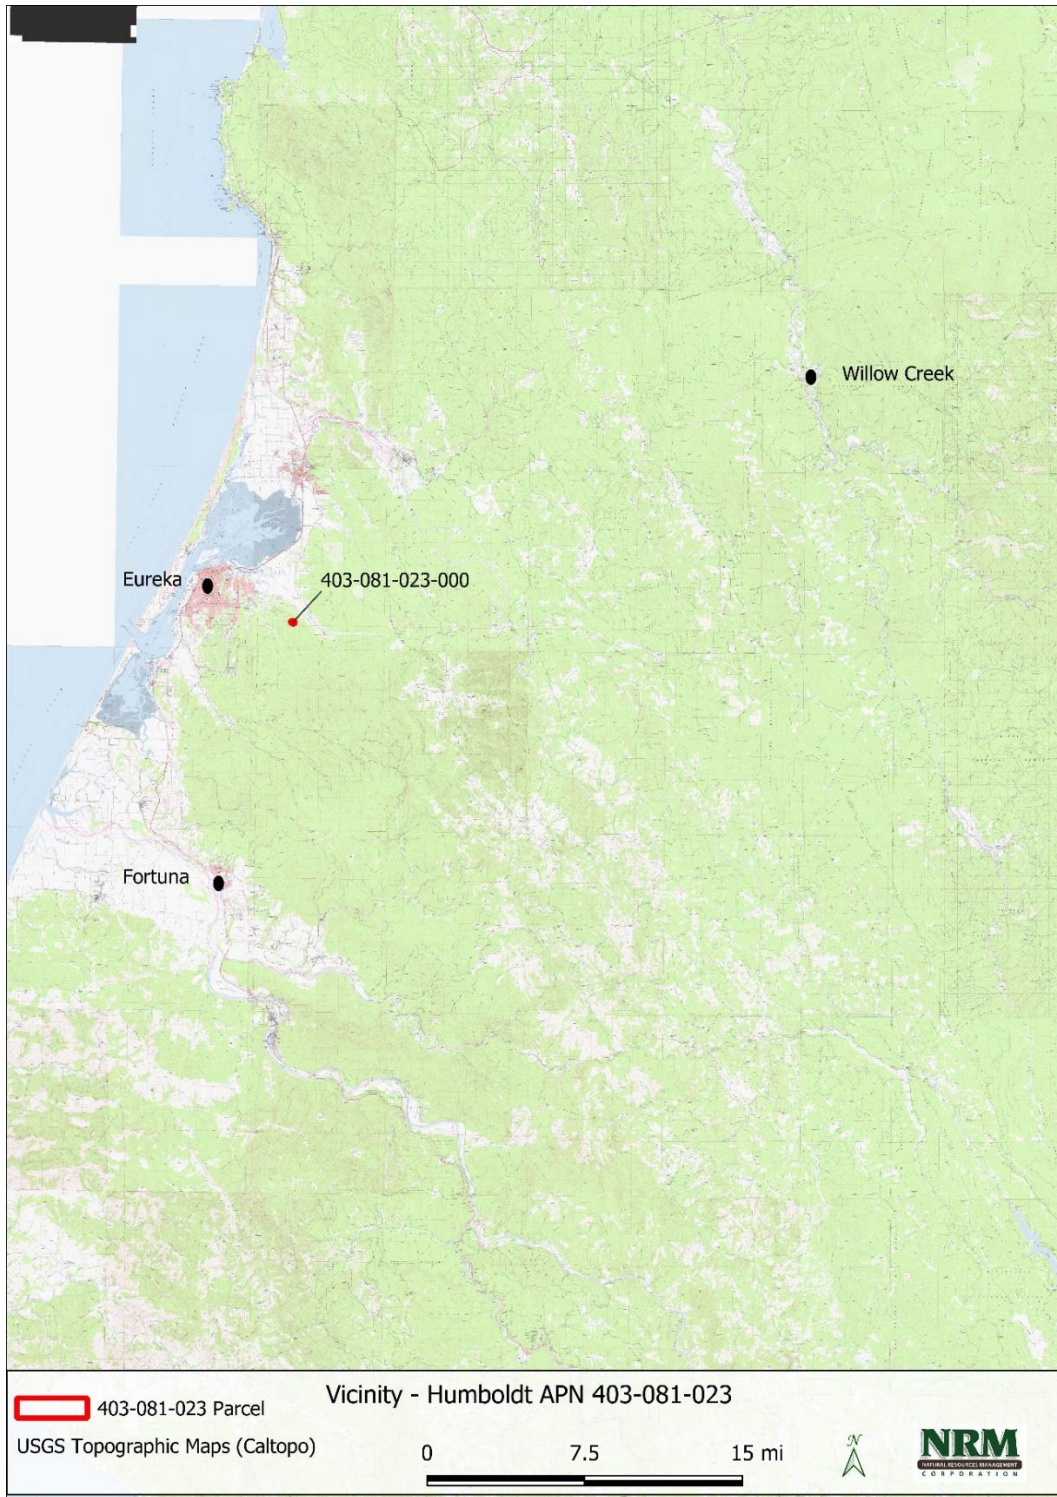 Willow Creek
Eureka
403-081-023-000
Fortuna
Vicinity - Humboldt APN 403-081-023
403-081-023 Parcel
USGS Topographic Maps (Caltopo)
0 7.5 15 mi
N
NRM
NATURAL RESOURCES MANAGEMENT
CORPORATION